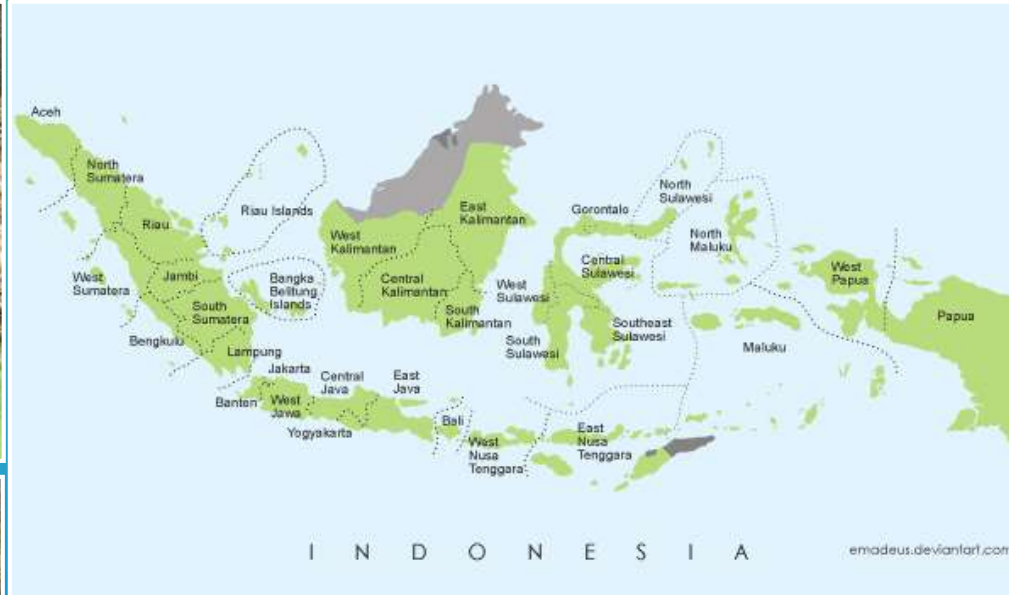 Aceh
North
Sumatera
Riau
Riau Islands
West
Sumatera
Jambi
Bangka
Belitung
Islands
South
Sumatera
Bengkulu
Lampung
Jakarta
Banten
West
Jawa
Central
Java
Yogyakarta
East
Java
Bali
West
Nusa
Tenggara
East
Nusa
Tenggara
West
Kalimantan
Central
Kalimantan
East
Kalimantan
South
Kalimantan
West
Sulawesi
South
Sulawesi
Gorontalo
Central
Sulawesi
Southeast
Sulawesi
North
Sulawesi
North
Maluku
Maluku
West
Papua
Papua
INDONESIA
emadeus.deviantart.com